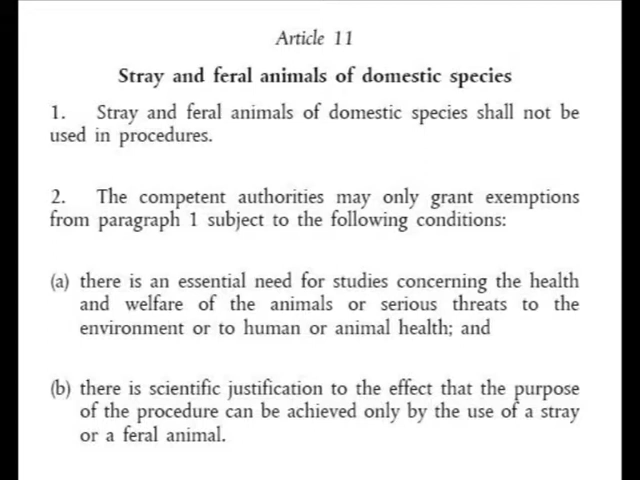 Article 11
Stray and feral animals of domestic species
1. Stray and feral animals of domestic species shall not be
used in procedures.
2. The competent authorities may only grant exemptions
from paragraph 1 subject to the following conditions:
(a) there is an essential need for studies concerning the health
and welfare of the animals or serious threats to the
environment or to human or animal health; and
(b) there is scientific justification to the effect that the purpose
of the procedure can be achieved only by the use of a stray
or a feral animal.